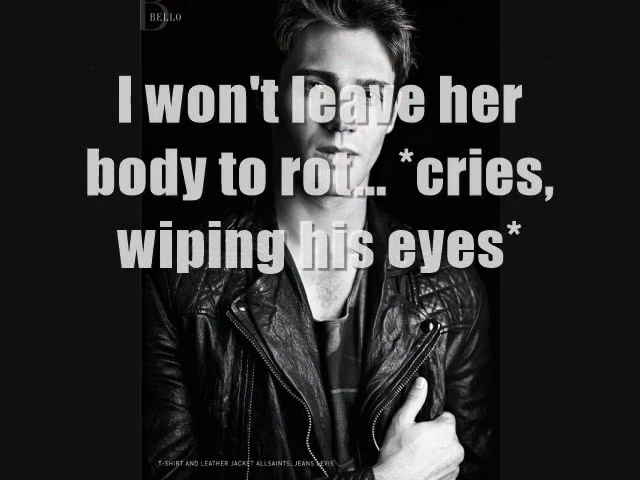 BELLO
I won't leave her
body to rot... *cries,
wiping his eyes*
T-SHIRT AND LEATHER JACKET ALLSAINTS, JEANS LEVIS